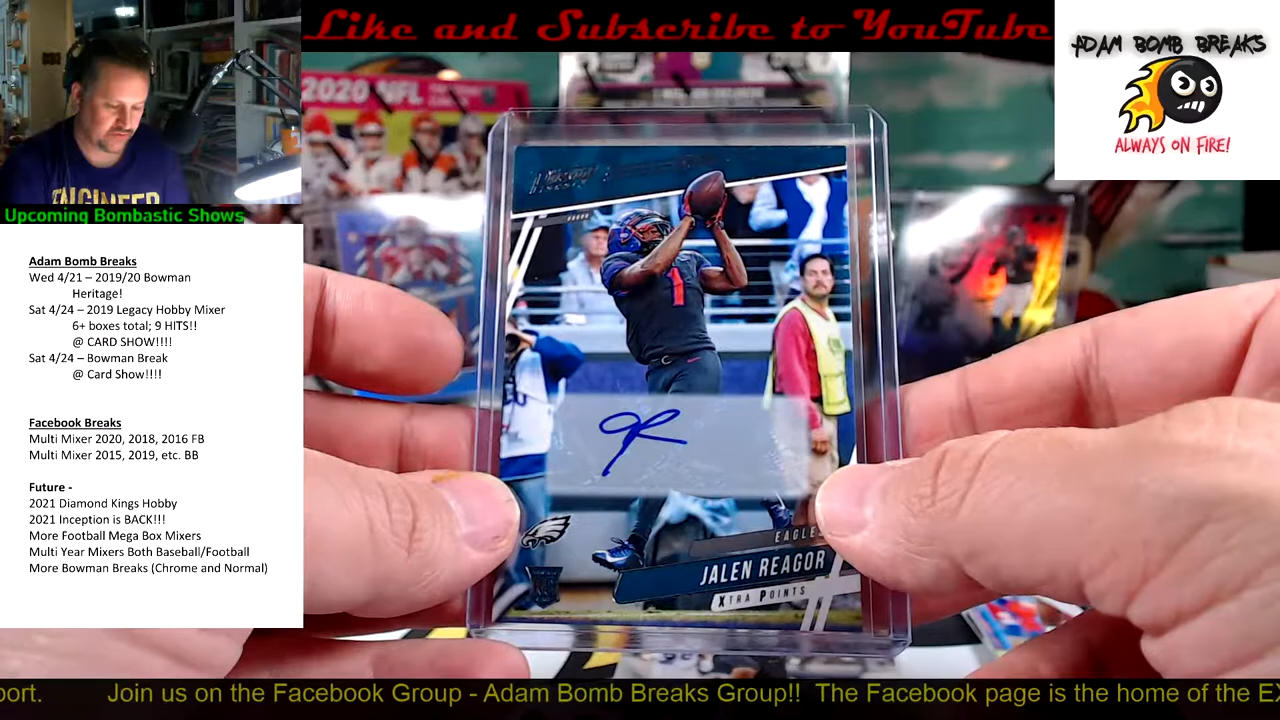 Like and Subscribe to YouTube
ADAM BOMB BREAKS
ALWAYS ON FIRE!
ENGINEER
Upcoming Bombastic Shows
Adam Bomb Breaks
Wed 4/21 – 2019/20 Bowman
Heritage!
Sat 4/24 – 2019 Legacy Hobby Mixer
6+ boxes total; 9 HITS!!
@ CARD SHOW!!!!
Sat 4/24 – Bowman Break
@ Card Show!!!!
Facebook Breaks
Multi Mixer 2020, 2018, 2016 FB
Multi Mixer 2015, 2019, etc. BB
Future -
2021 Diamond Kings Hobby
2021 Inception is BACK!!!
More Football Mega Box Mixers
Multi Year Mixers Both Baseball/Football
More Bowman Breaks (Chrome and Normal)
2020 NFL
1
EAGLES
JALEN REAGOR
XTRA POINTS
port. Join us on the Facebook Group - Adam Bomb Breaks Group!! The Facebook page is the home of the EX